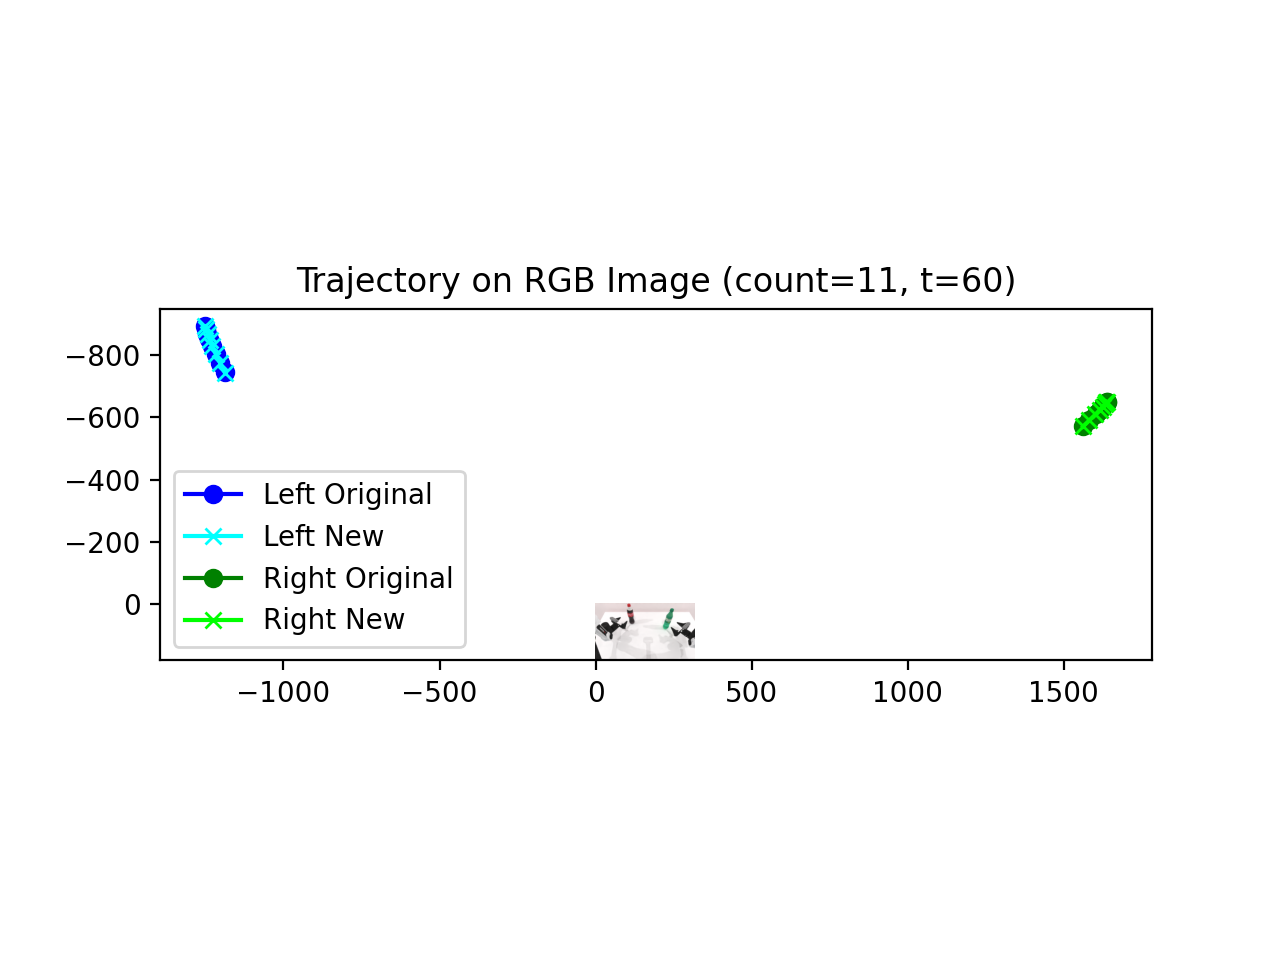 Trajectory on RGB Image (count=11, t=60)
−800
−600
−400
−200
0
Left Original
Left New
Right Original
Right New
−1000
−500
0
500
1000
1500